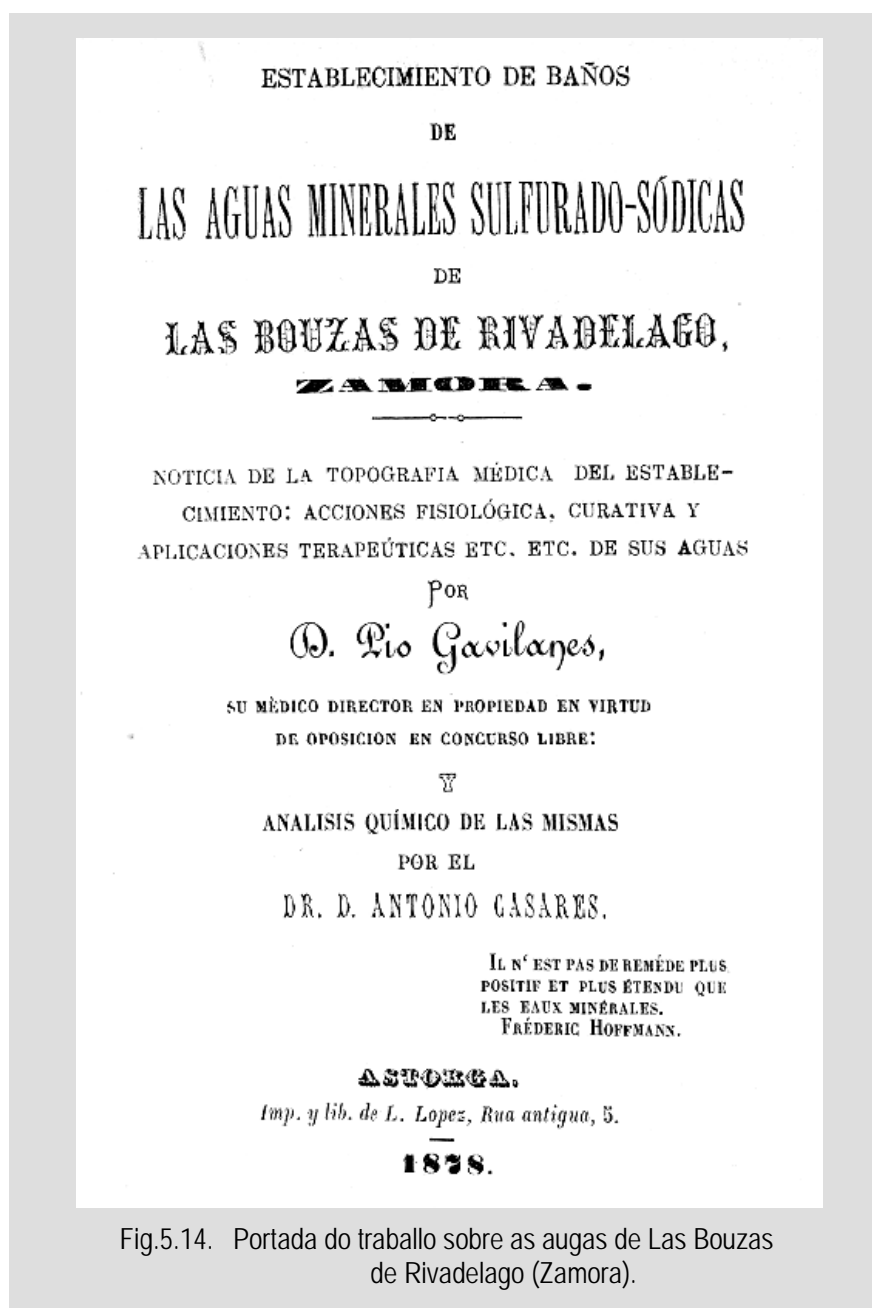 ESTABLECIMIENTO DE BAÑOS
DE
LAS AGUAS MINERALES SULFURADO-SÓDICAS
DE
LAS BOUZAS DE RIVADELAGO,
ZAMORA.
NOTICIA DE LA TOPOGRAFIA MÉDICA DEL ESTABLE-
CIMIENTO: ACCIONES FISIOLÓGICA, CURATIVA Y
APLICACIONES TERAPEÚTICAS ETC. ETC. DE SUS AGUAS
POR
D. Pio Gavilanes,
SU MÈDICO DIRECTOR EN PROPIEDAD EN VIRTUD
DE OPOSICION EN CONCURSO LIBRE:
Y
ANALISIS QUÍMICO DE LAS MISMAS
POR EL
DR. D. ANTONIO CASARES.
IL N‘ EST PAS DE REMÉDE PLUS
POSITIF ET PLUS ÉTENDU QUE
LES EAUX MINÉRALES.
FRÉDERIC HOFFMANN.
ASTORGA.
Imp. y lib. de L. Lopez, Rua antigua, 5.
1878.
Fig.5.14. Portada do traballo sobre as augas de Las Bouzas
de Rivadelago (Zamora).